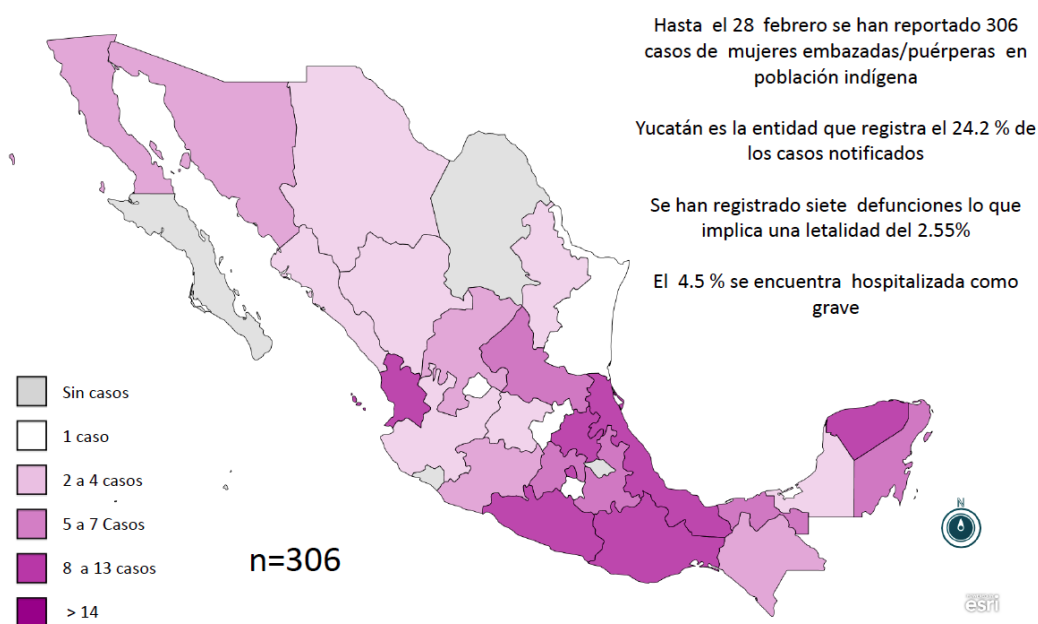 Hasta el 28 febrero se han reportado 306
casos de mujeres embazadas/puérperas en
población indígena
Yucatán es la entidad que registra el 24.2 % de
los casos notificados
Se han registrado siete defunciones lo que
implica una letalidad del 2.55%
El 4.5 % se encuentra hospitalizada como
grave
Sin casos
1 caso
2 a 4 casos
5 a 7 Casos
8 a 13 casos
> 14
n=306
N
esri